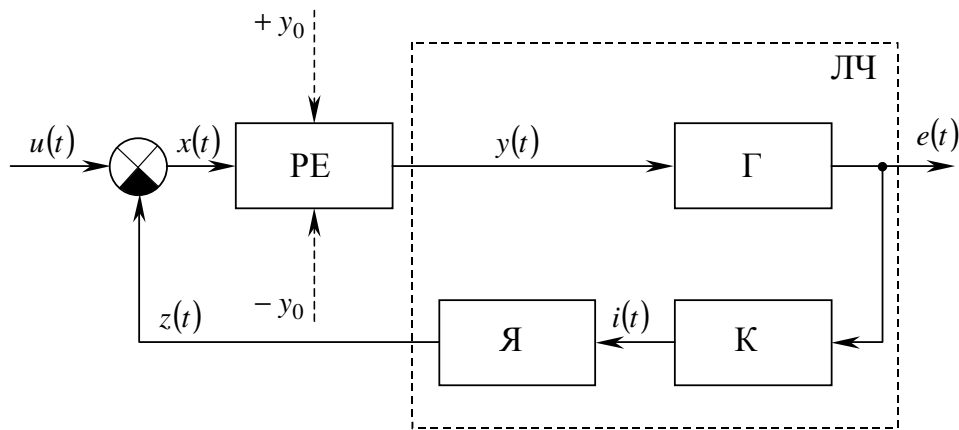 + y₀
ЛЧ
u(t)
x(t)
РЕ
y(t)
Г
e(t)
− y₀
z(t)
Я
i(t)
К